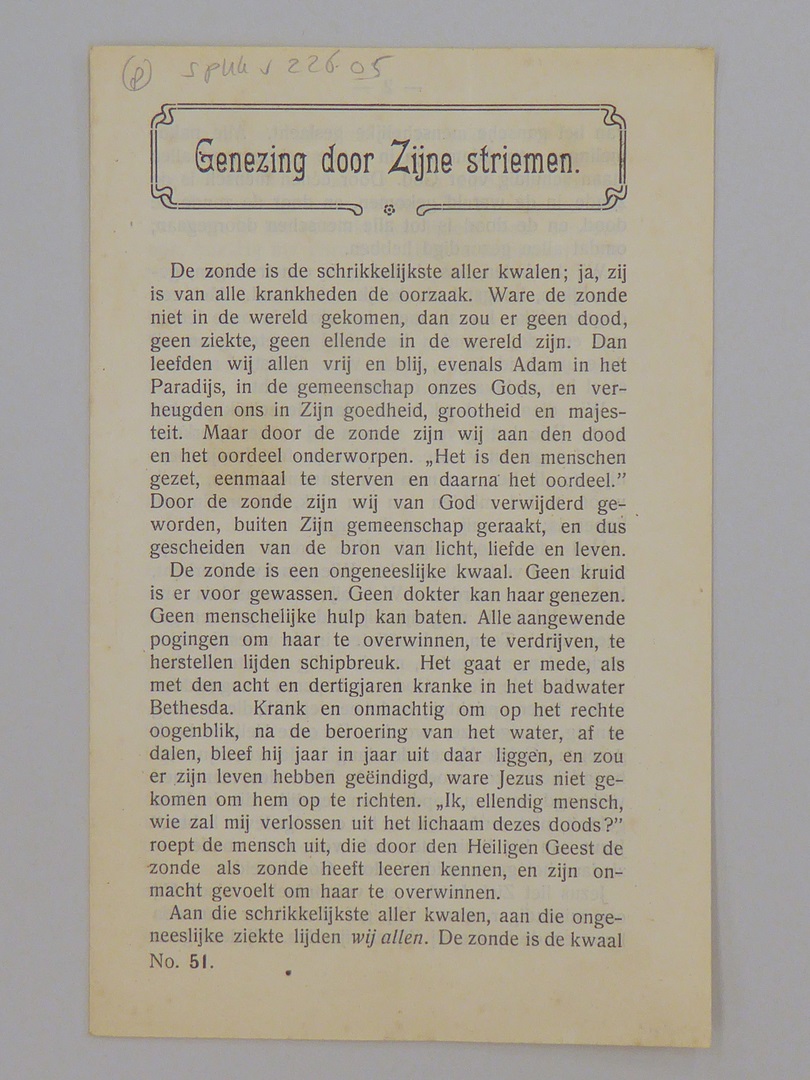 (p) spul s 226 05
Genezing door Zijne striemen.
De zonde is de schrikkelijkste aller kwalen; ja, zij
is van alle krankheden de oorzaak. Ware de zonde
niet in de wereld gekomen, dan zou er geen dood,
geen ziekte, geen ellende in de wereld zijn. Dan
leefden wij allen vrij en blij, evenals Adam in het
Paradijs, in de gemeenschap onzes Gods, en ver-
heugden ons in Zijn goedheid, grootheid en majes-
teit. Maar door de zonde zijn wij aan den dood
en het oordeel onderworpen. „Het is den menschen
gezet, eenmaal te sterven en daarna het oordeel.”
Door de zonde zijn wij van God verwijderd ge-
worden, buiten Zijn gemeenschap geraakt, en dus
gescheiden van de bron van licht, liefde en leven.
De zonde is een ongeneeslijke kwaal. Geen kruid
is er voor gewassen. Geen dokter kan haar genezen.
Geen menschelijke hulp kan baten. Alle aangewende
pogingen om haar te overwinnen, te verdrijven, te
herstellen lijden schipbreuk. Het gaat er mede, als
met den acht en dertigjaren kranke in het badwater
Bethesda. Krank en onmachtig om op het rechte
oogenblik, na de beroering van het water, af te
dalen, bleef hij jaar in jaar uit daar liggen, en zou
er zijn leven hebben geëindigd, ware Jezus niet ge-
komen om hem op te richten. „Ik, ellendig mensch,
wie zal mij verlossen uit het lichaam dezes doods?”
roept de mensch uit, die door den Heiligen Geest de
zonde als zonde heeft leeren kennen, en zijn on-
macht gevoelt om haar te overwinnen.
Aan die schrikkelijkste aller kwalen, aan die onge-
neeslijke ziekte lijden wij allen. De zonde is de kwaal
No. 51.